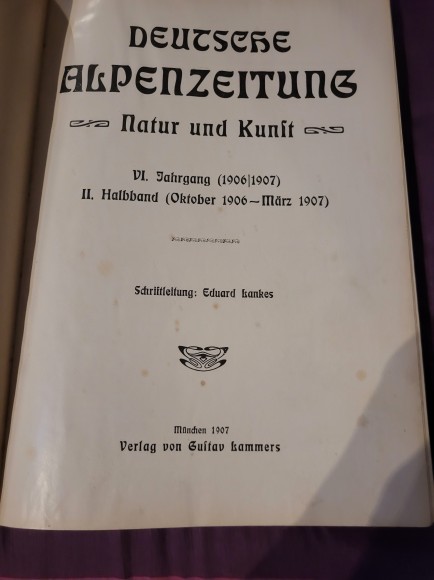 DEUTSCHE
ALPENZEITUNG
Natur und Kunſt
VI. Jahrgang (1906|1907)
II. Halbband (Oktober 1906—März 1907)
Schriftleitung: Eduard Lankes
München 1907
Verlag von Guſtav Lammers